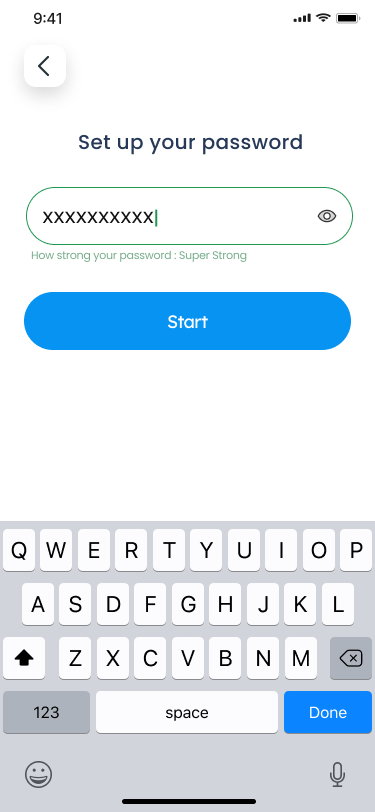 9:41
Set up your password
xxxxxxxxxx
How strong your password : Super Strong
Start
Q W E R T Y U I O P
A S D F G H J K L
Z X C V B N M
123 space Done